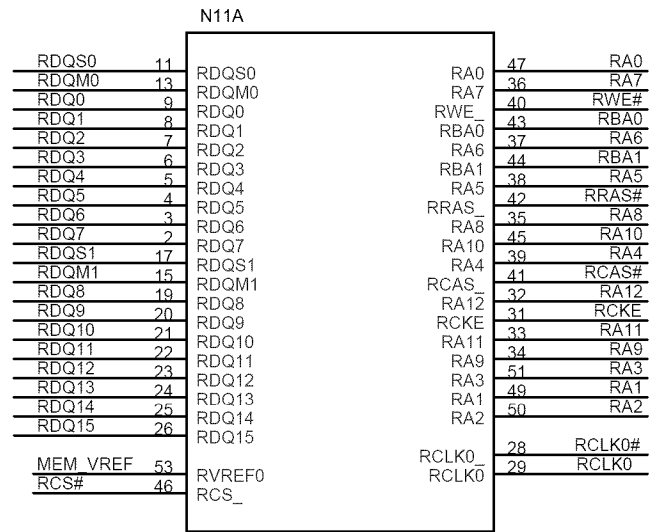 N11A
RDQS0 11 RDQS0 RA0 47 RA0
RDQM0 13 RDQM0 RA7 36 RA7
RDQ0 9 RDQ0 RWE_ 40 RWE#
RDQ1 8 RDQ1 RBA0 43 RBA0
RDQ2 7 RDQ2 RA6 37 RA6
RDQ3 6 RDQ3 RBA1 44 RBA1
RDQ4 5 RDQ4 RA5 38 RA5
RDQ5 4 RDQ5 RRAS_ 42 RRAS#
RDQ6 3 RDQ6 RA8 35 RA8
RDQ7 2 RDQ7 RA10 45 RA10
RDQS1 17 RDQS1 RA4 39 RA4
RDQM1 15 RDQM1 RCAS_ 41 RCAS#
RDQ8 19 RDQ8 RA12 32 RA12
RDQ9 20 RDQ9 RCKE 31 RCKE
RDQ10 21 RDQ10 RA11 33 RA11
RDQ11 22 RDQ11 RA9 34 RA9
RDQ12 23 RDQ12 RA3 51 RA3
RDQ13 24 RDQ13 RA1 49 RA1
RDQ14 25 RDQ14 RA2 50 RA2
RDQ15 26 RDQ15
RCLK0_ 28 RCLK0#
MEM_VREF 53 RVREF0 RCLK0 29 RCLK0
RCS# 46 RCS_